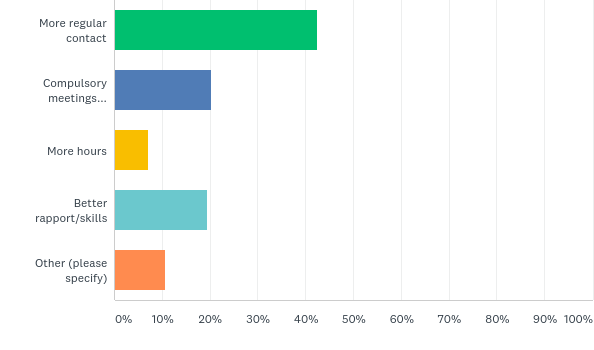 More regular
contact
Compulsory
meetings...
More hours
Better
rapport/skills
Other (please
specify)
0% 10% 20% 30% 40% 50% 60% 70% 80% 90% 100%